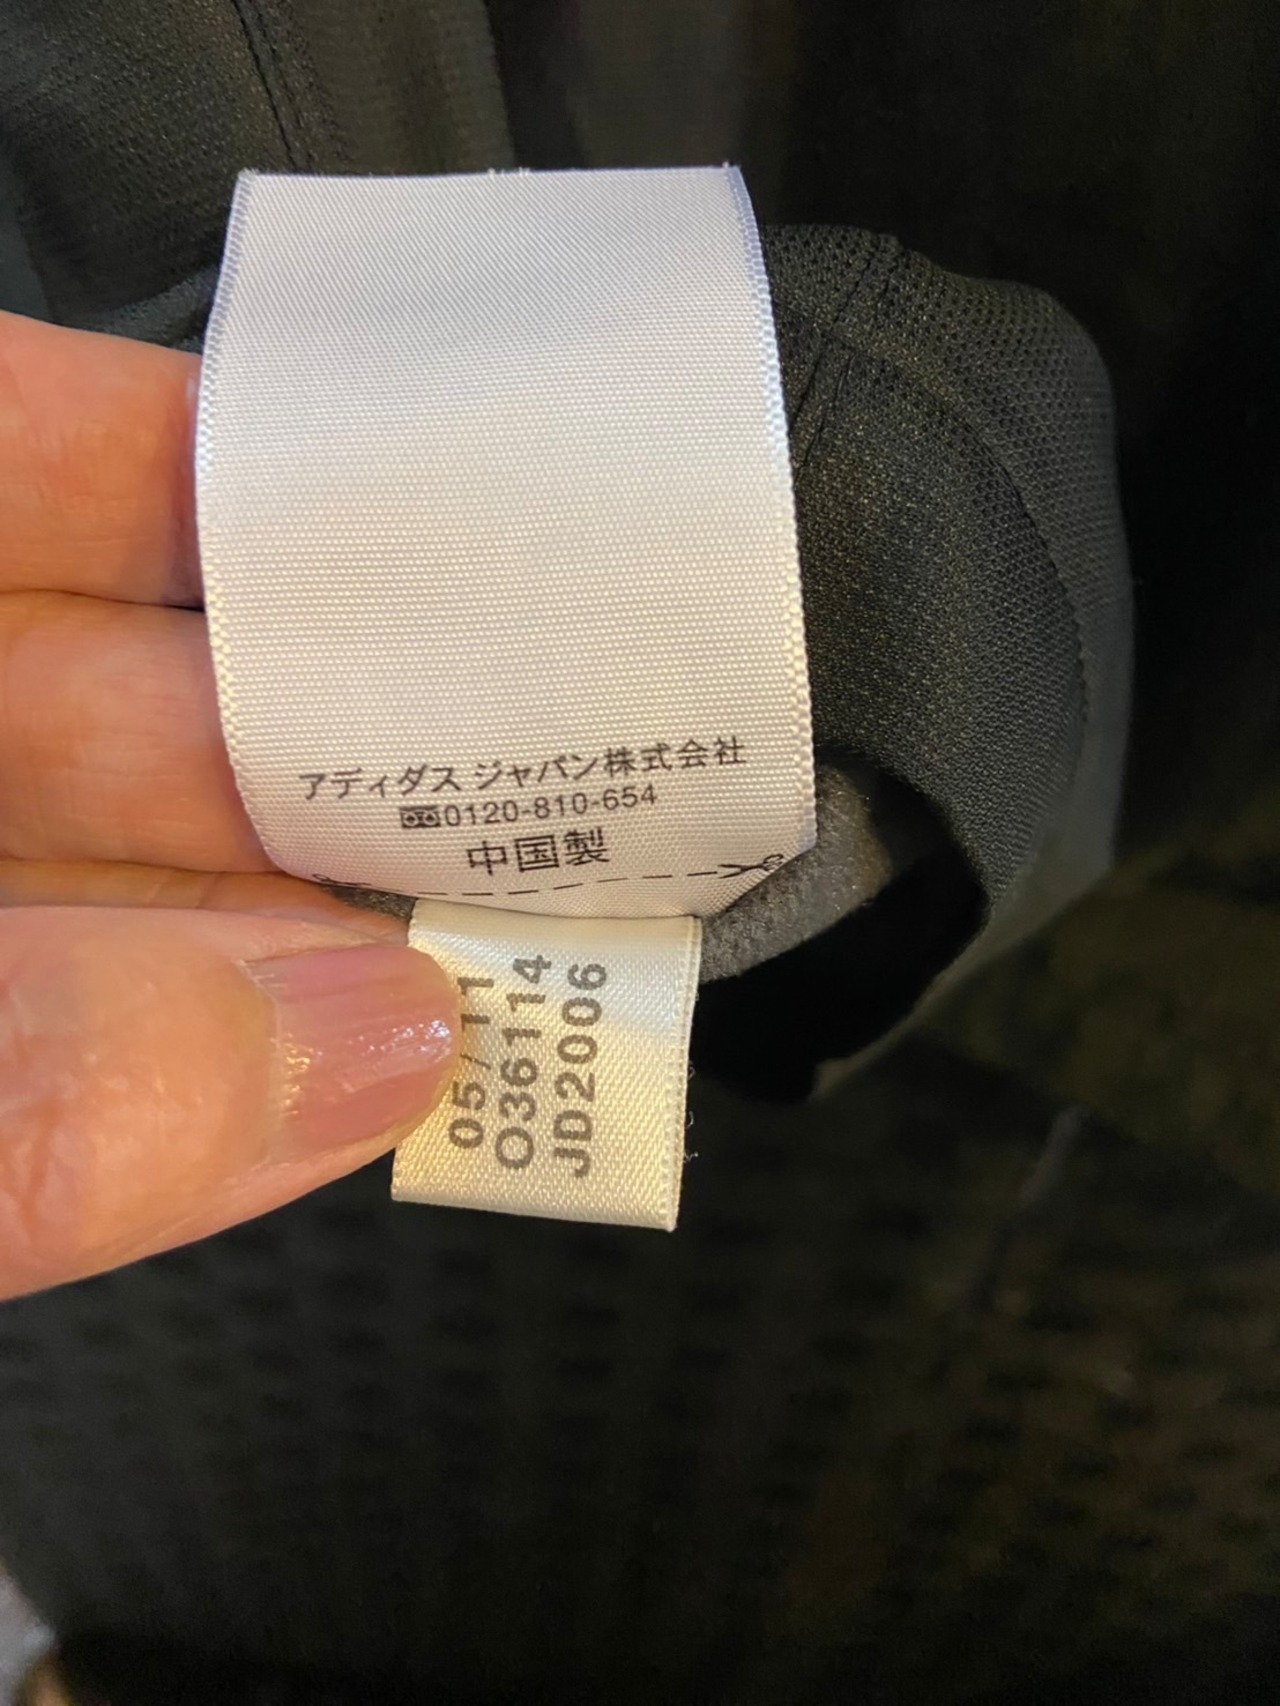 アディダス ジャパン株式会社
0120-810-654
中国製
05/11
O36114
JD2006